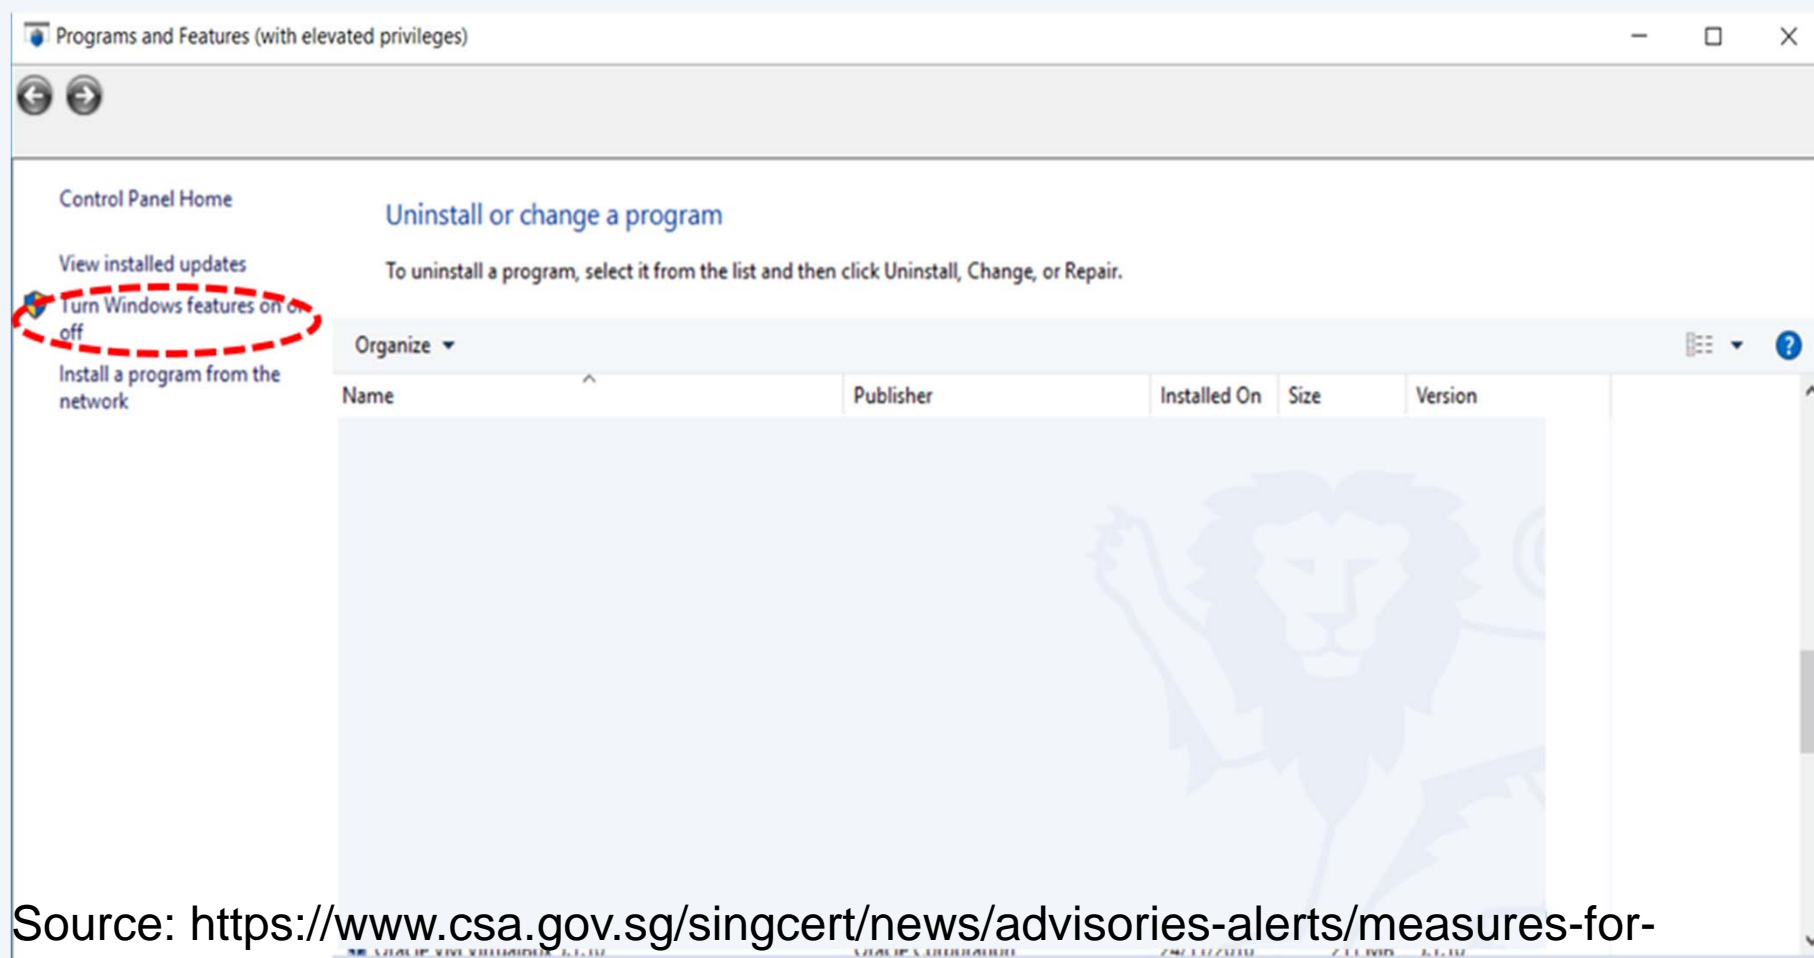 Programs and Features (with elevated privileges)
Control Panel Home
View installed updates
Turn Windows features on or
off
Install a program from the
network
Uninstall or change a program
To uninstall a program, select it from the list and then click Uninstall, Change, or Repair.
Organize
Name Publisher Installed On Size Version
Source: https://www.csa.gov.sg/singcert/news/advisories-alerts/measures-for-